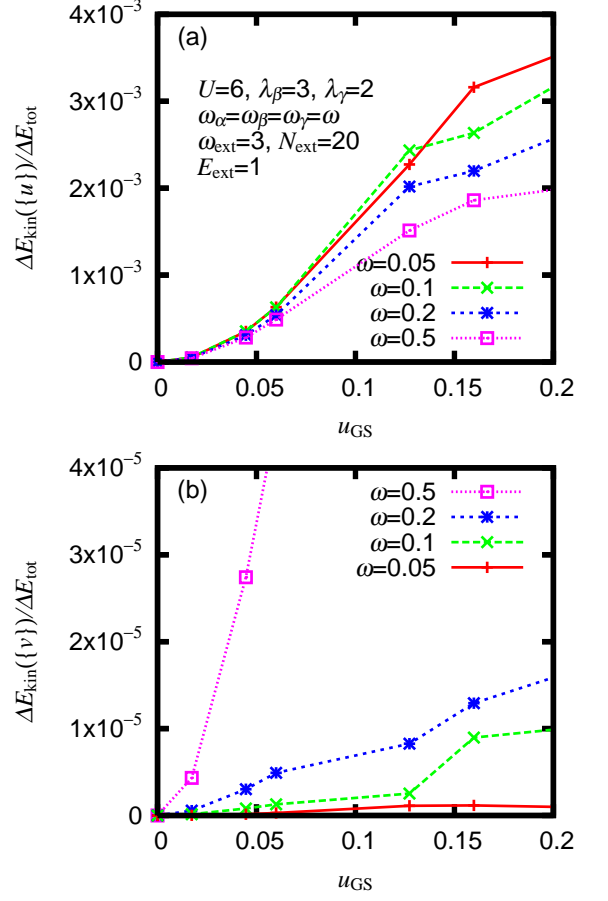 4x10⁻³
(a)
U=6, λβ=3, λγ=2
ωα=ωβ=ωγ=ω
ωext=3, Next=20
Eext=1
3x10⁻³
2x10⁻³
1x10⁻³
0
ΔEkin({u})/ΔEtot
ω=0.05
ω=0.1
ω=0.2
ω=0.5
0 0.05 0.1 0.15 0.2
uGS
4x10⁻⁵
(b)
ω=0.5
ω=0.2
ω=0.1
ω=0.05
3x10⁻⁵
2x10⁻⁵
1x10⁻⁵
0
ΔEkin({v})/ΔEtot
0 0.05 0.1 0.15 0.2
uGS